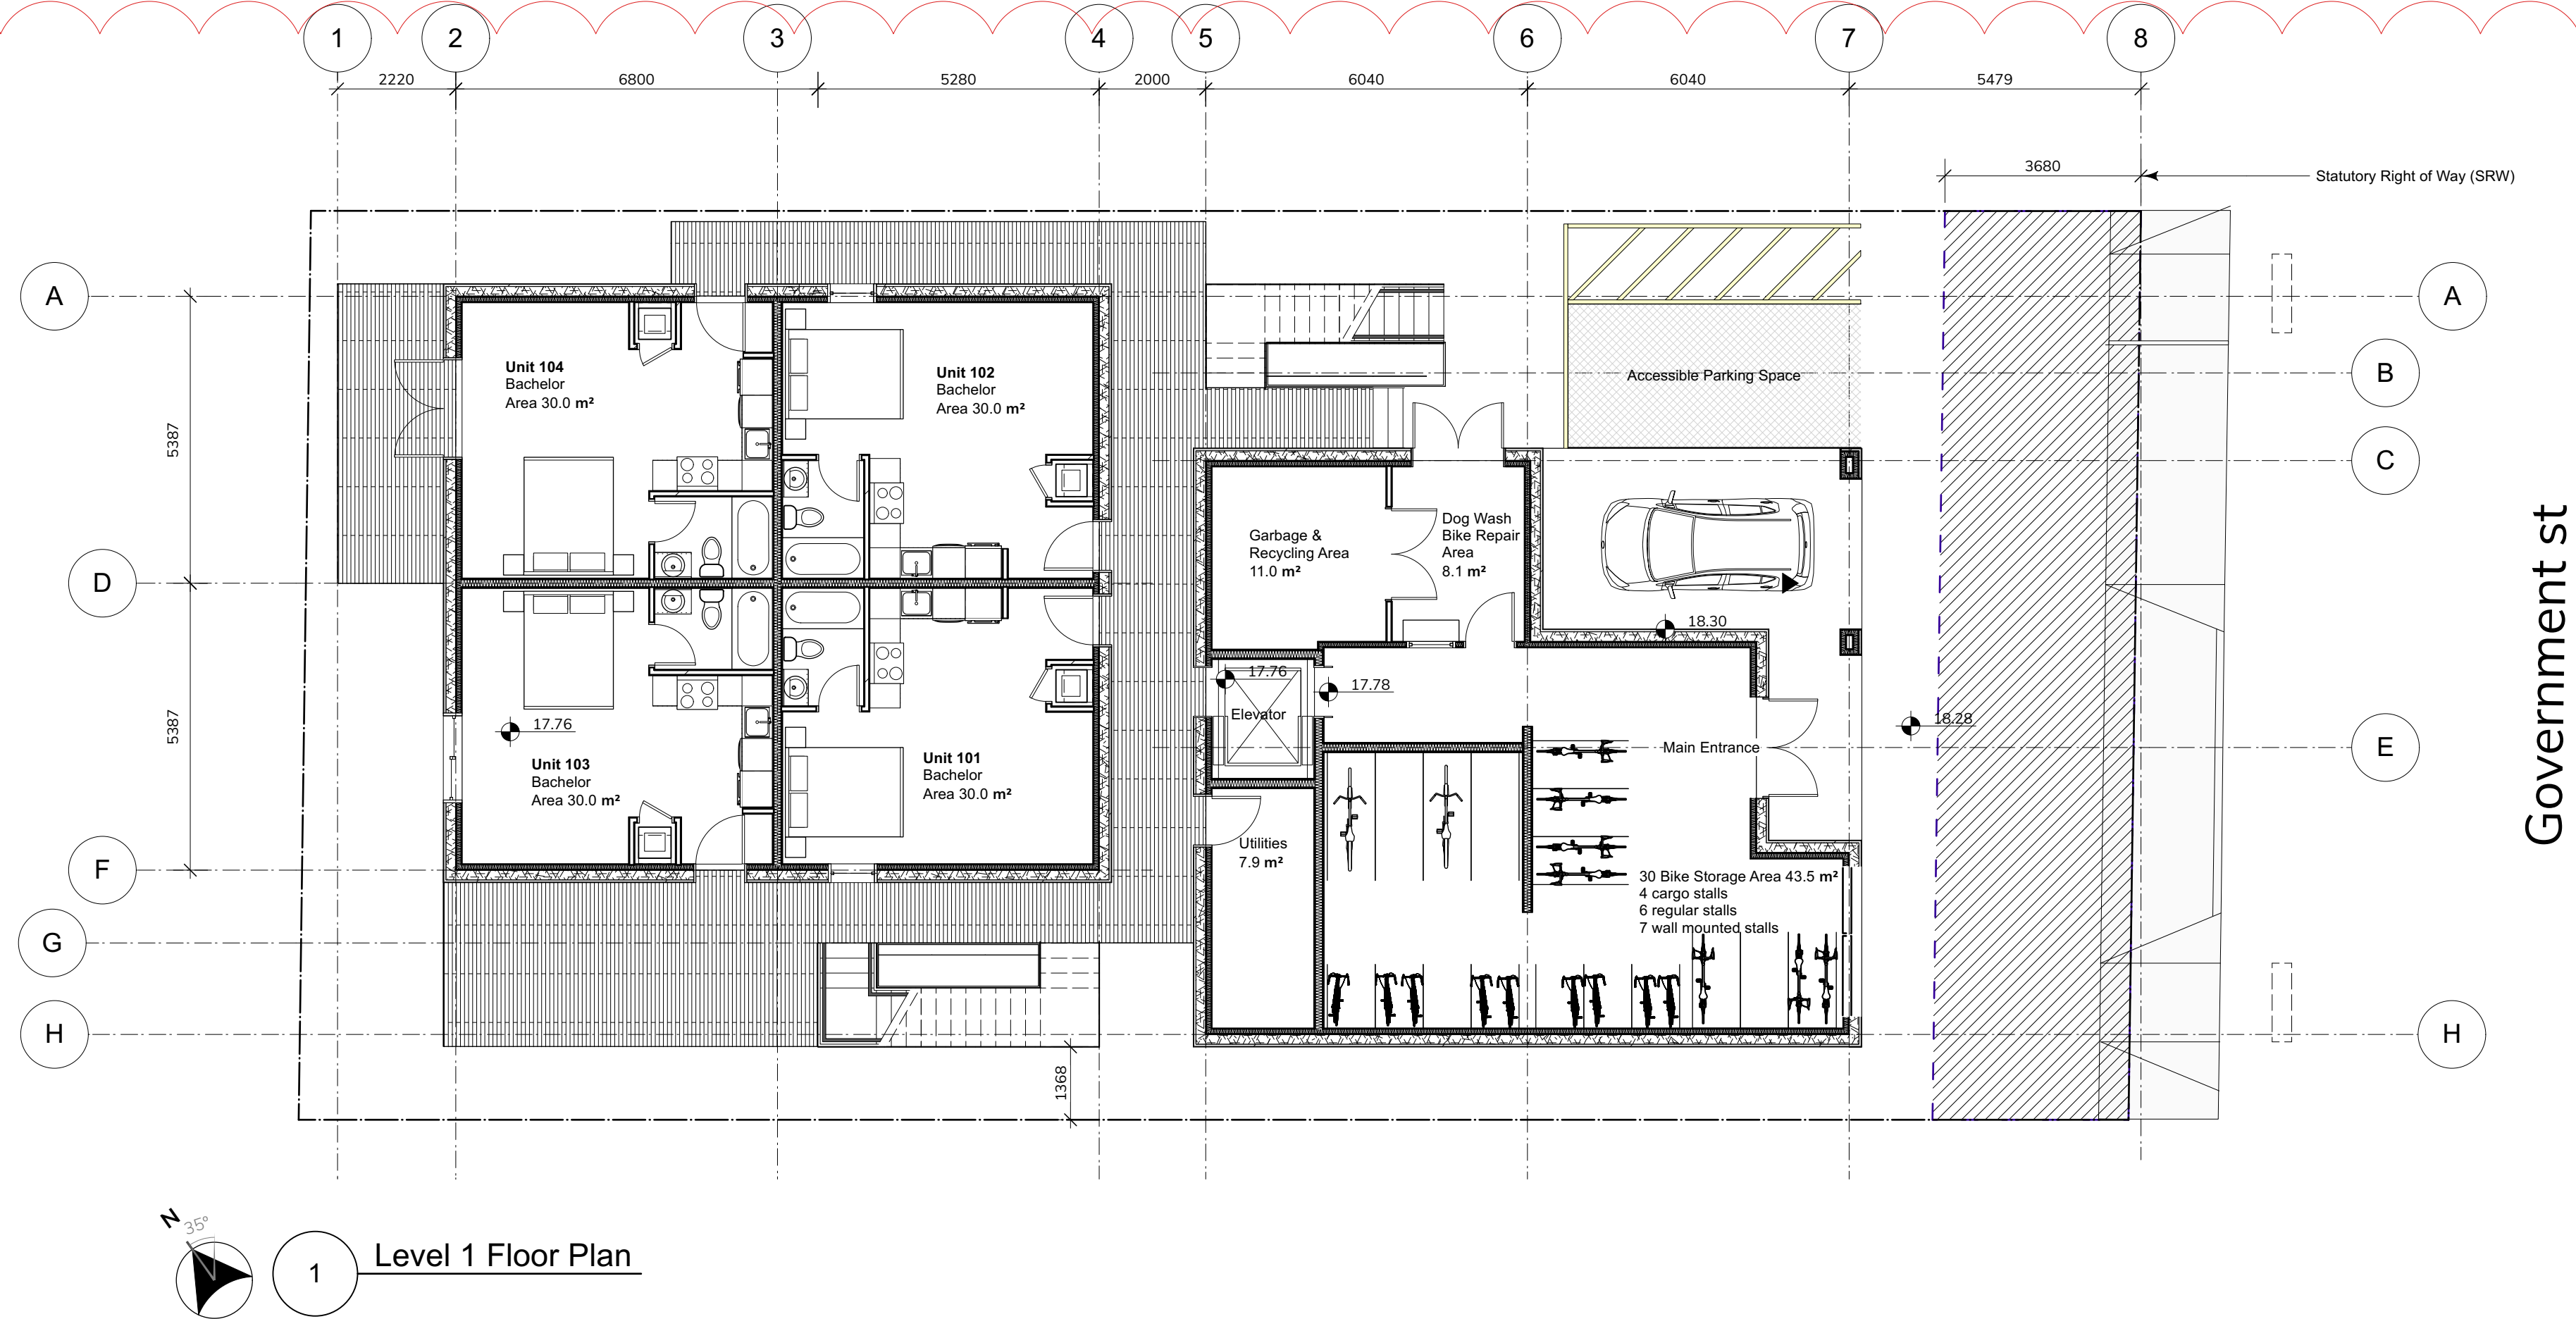 1 2 3 4 5 6 7 8
2220 6800 5280 2000 6040 6040 5479
3680
Statutory Right of Way (SRW)
A A
B
C
D
E
F
G
H H
5387
5387
Unit 104
Bachelor
Area 30.0 m²
Unit 102
Bachelor
Area 30.0 m²
Accessible Parking Space
Garbage &
Recycling Area
11.0 m²
Dog Wash
Bike Repair
Area
8.1 m²
18.30
17.76
17.78
Elevator
17.76
Unit 103
Bachelor
Area 30.0 m²
Unit 101
Bachelor
Area 30.0 m²
Main Entrance
18.28
Utilities
7.9 m²
30 Bike Storage Area 43.5 m²
4 cargo stalls
6 regular stalls
7 wall mounted stalls
1368
Government st
N
35°
1
Level 1 Floor Plan